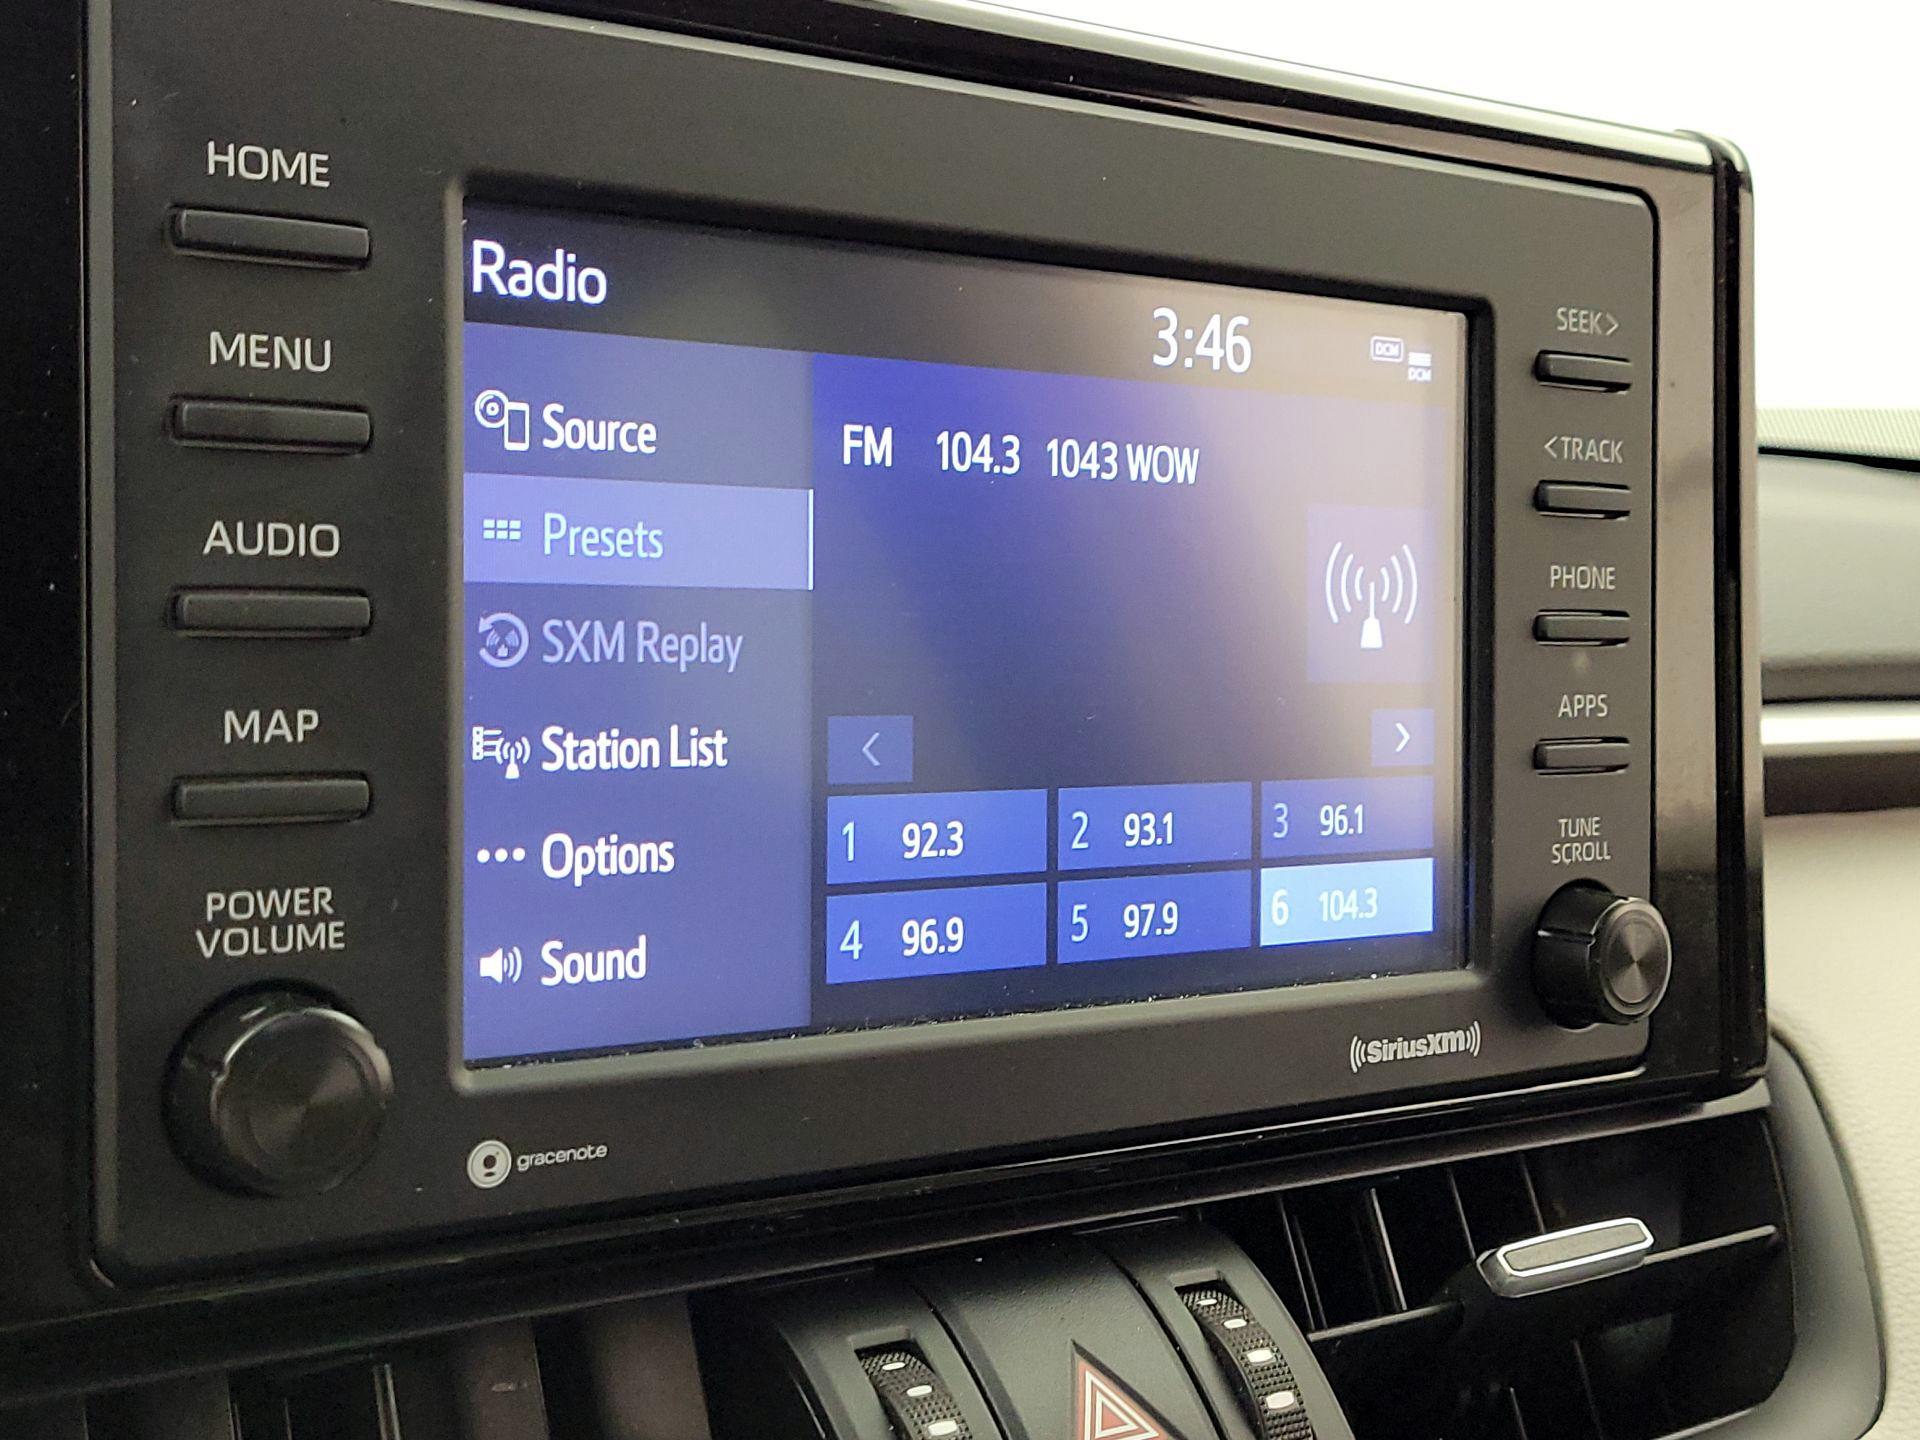 HOME
MENU
AUDIO
MAP
POWER
VOLUME
Radio
3:46
DCM
DCM
Source
Presets
SXM Replay
Station List
Options
Sound
FM 104.3 1043 WOW
<
>
1 92.3
2 93.1
3 96.1
4 96.9
5 97.9
6 104.3
SEEK>
<TRACK
PHONE
APPS
TUNE
SCROLL
((SiriusXM))
gracenote